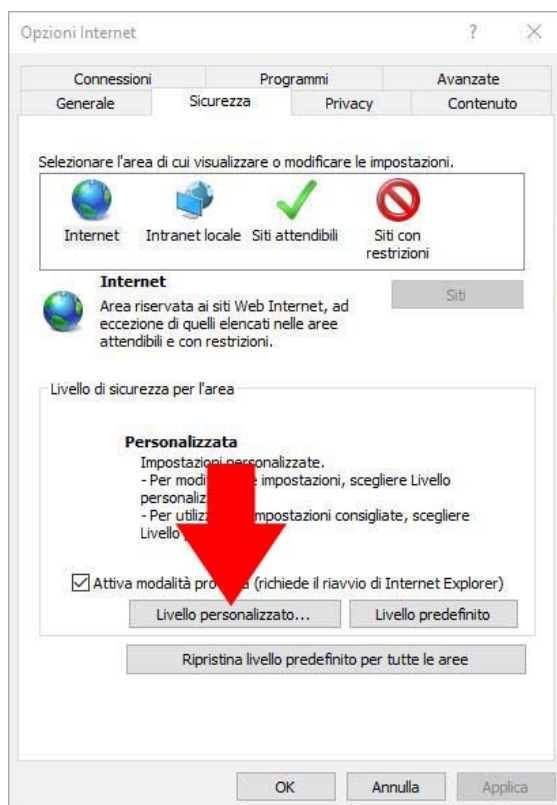 Opzioni Internet
Connessioni Programmi Avanzate
Generale Sicurezza Privacy Contenuto
Selezionare l'area di cui visualizzare o modificare le impostazioni.
Internet Intranet locale Siti attendibili Siti con
restrizioni
Internet
Siti
Area riservata ai siti Web Internet, ad
eccezione di quelli elencati nelle aree
attendibili e con restrizioni.
Livello di sicurezza per l'area
Personalizzata
Impostazioni personalizzate.
- Per impostazioni, scegliere Livello
- Per impostazioni consigliate, scegliere
Livello
Attiva modalità (richiede il riavvio di Internet Explorer)
Livello personalizzato... Livello predefinito
Ripristina livello predefinito per tutte le aree
OK Annulla Applica